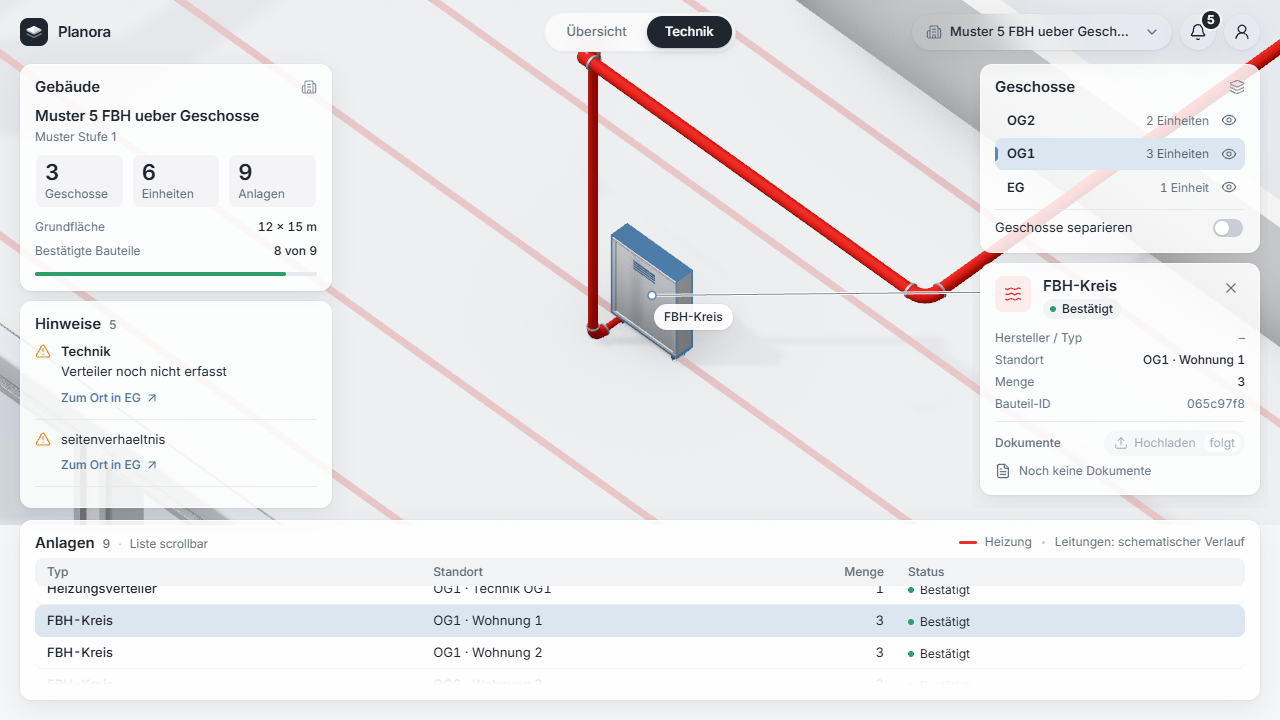 Planora
Übersicht
Technik
Muster 5 FBH ueber Gesch...
5
Gebäude
Muster 5 FBH ueber Geschosse
Muster Stufe 1
3
Geschosse
6
Einheiten
9
Anlagen
Grundfläche
12 × 15 m
Bestätigte Bauteile
8 von 9
Hinweise 5
Technik
Verteiler noch nicht erfasst
Zum Ort in EG
seitenverhaeltnis
Zum Ort in EG
FBH-Kreis
Geschosse
OG2 2 Einheiten
OG1 3 Einheiten
EG 1 Einheit
Geschosse separieren
FBH-Kreis
Bestätigt
Hersteller / Typ –
Standort OG1 · Wohnung 1
Menge 3
Bauteil-ID 065c97f8
Dokumente Hochladen folgt
Noch keine Dokumente
Anlagen 9 · Liste scrollbar
Heizung · Leitungen: schematischer Verlauf
Typ Standort Menge Status
Heizungsverteiler OG1 · Technik OG1 1 Bestätigt
FBH-Kreis OG1 · Wohnung 1 3 Bestätigt
FBH-Kreis OG1 · Wohnung 2 3 Bestätigt